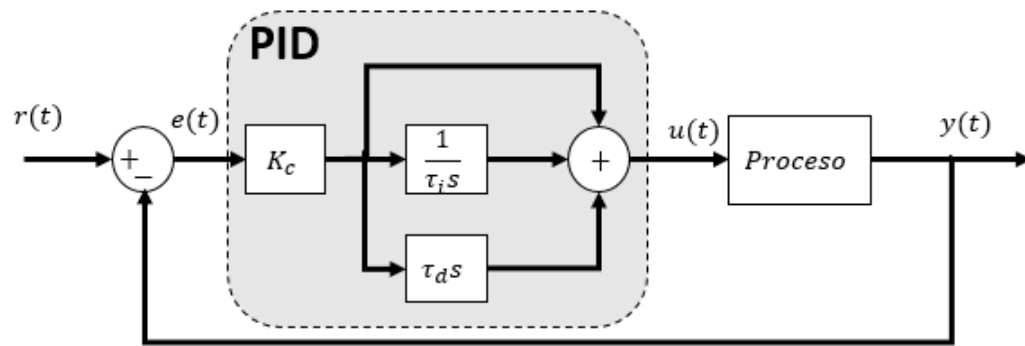 PID
r(t)
e(t)
u(t)
y(t)
+
−
K_c
1
τ_i s
+
Proceso
τ_d s